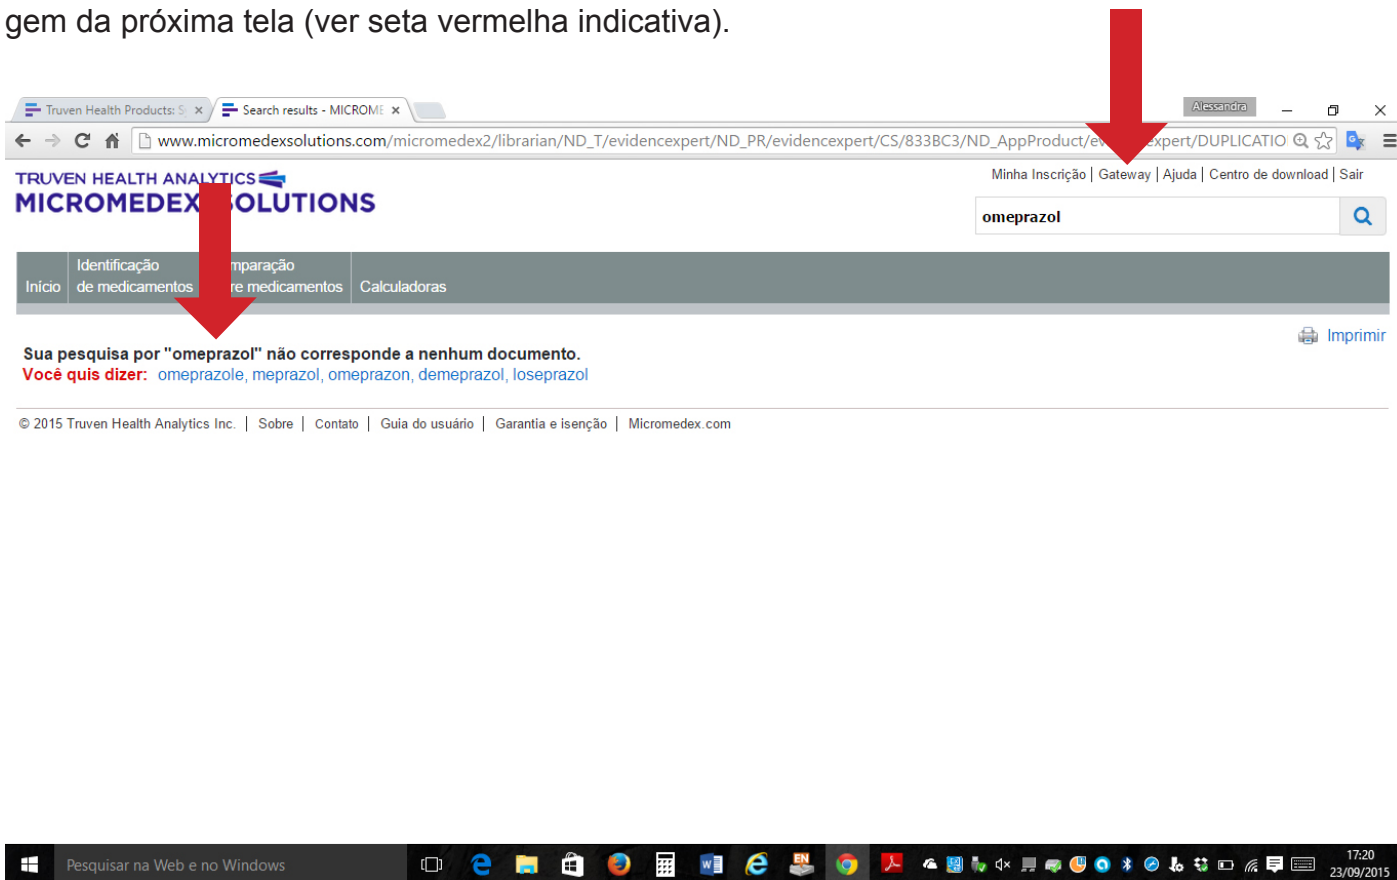 gem da próxima tela (ver seta vermelha indicativa).
Truven Health Products: S
Search results - MICROME
Alessandra
www.micromedexsolutions.com/micromedex2/librarian/ND_T/evidencexpert/ND_PR/evidencexpert/CS/833BC3/ND_AppProduct/ expert/DUPLICATIO
TRUVEN HEALTH ANALYTICS
MICROMEDEX SOLUTIONS
Minha Inscrição | Gateway | Ajuda | Centro de download | Sair
omeprazol
Início
Identificação
de medicamentos
medicamentos
Calculadoras
Imprimir
Sua pesquisa por "omeprazol" não corresponde a nenhum documento.
Você quis dizer: omeprazole, meprazol, omeprazon, demeprazol, loseprazol
© 2015 Truven Health Analytics Inc. | Sobre | Contato | Guia do usuário | Garantia e isenção | Micromedex.com
Pesquisar na Web e no Windows
EN
17:20
23/09/2015